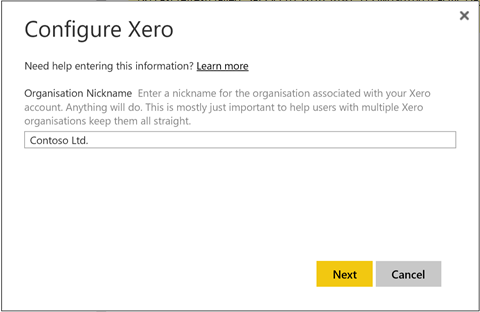 Configure Xero
Need help entering this information? Learn more
Organisation Nickname Enter a nickname for the organisation associated with your Xero
account. Anything will do. This is mostly just important to help users with multiple Xero
organisations keep them all straight.
Contoso Ltd.
Next Cancel